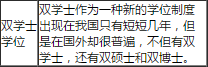 双学士
学位
双学士作为一种新的学位制度
出现在我国只有短短几年，但
是在国外却很普遍，不但有双
学士，还有双硕士和双博士。